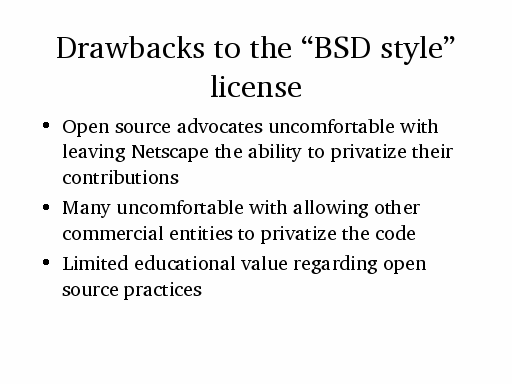 Drawbacks to the “BSD style”
license
• Open source advocates uncomfortable with
leaving Netscape the ability to privatize their
contributions
• Many uncomfortable with allowing other
commercial entities to privatize the code
• Limited educational value regarding open
source practices